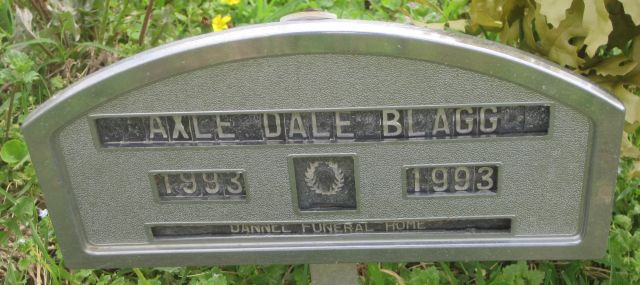 AXLE DALE BLAGG
1993 1993
DANNEL FUNERAL HOME